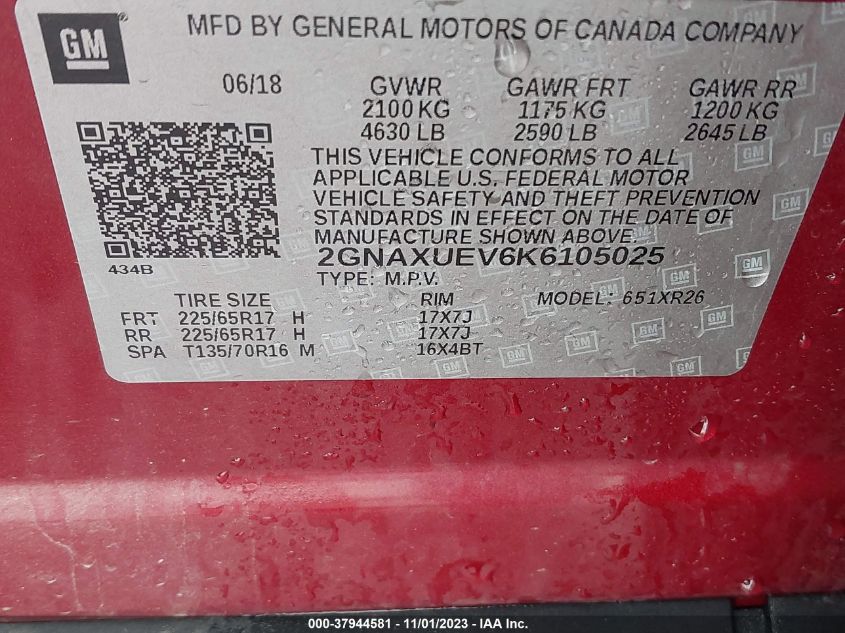 GM
MFD BY GENERAL MOTORS OF CANADA COMPANY
06/18 GVWR GAWR FRT GAWR RR
2100 KG 1175 KG 1200 KG
4630 LB 2590 LB 2645 LB
THIS VEHICLE CONFORMS TO ALL
APPLICABLE U.S. FEDERAL MOTOR
VEHICLE SAFETY AND THEFT PREVENTION
STANDARDS IN EFFECT ON THE DATE OF
MANUFACTURE SHOWN ABOVE.
434B
2GNAXUEV6K6105025
TYPE: M.P.V.
TIRE SIZE RIM MODEL: 651XR26
FRT 225/65R17 H 17X7J
RR 225/65R17 H 17X7J
SPA T135/70R16 M 16X4BT
000-37944581 - 11/01/2023 - IAA Inc.